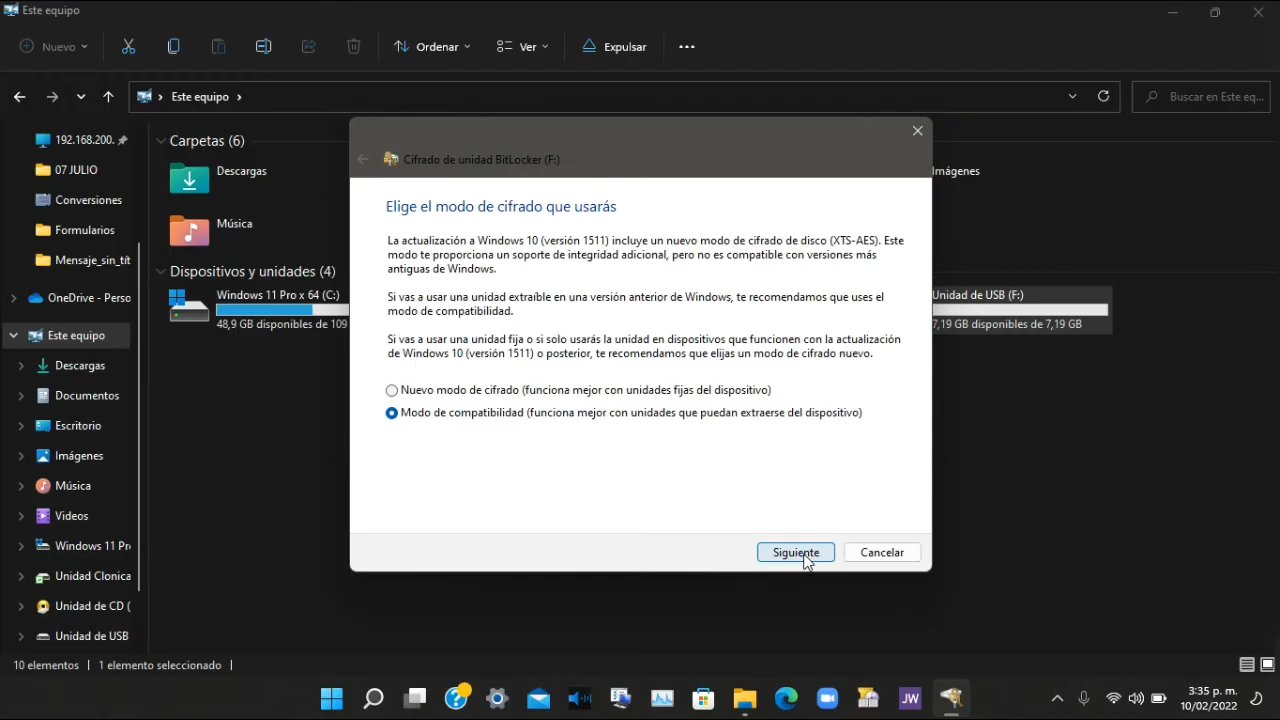 Este equipo
Nuevo
Ordenar
Ver
Expulsar
Este equipo
Buscar en Este eq...
192.168.200.
07 JULIO
Conversiones
Formularios
Mensaje_sin_tít
OneDrive - Perso
Este equipo
Descargas
Documentos
Escritorio
Imágenes
Música
Videos
Windows 11 Pr
Unidad Clonica
Unidad de CD (
Unidad de USB
Carpetas (6)
Descargas
Imágenes
Música
Dispositivos y unidades (4)
Windows 11 Pro x 64 (C:)
48,9 GB disponibles de 109
Unidad de USB (F:)
7,19 GB disponibles de 7,19 GB
Cifrado de unidad BitLocker (F:)
Elige el modo de cifrado que usarás
La actualización a Windows 10 (versión 1511) incluye un nuevo modo de cifrado de disco (XTS-AES). Este
modo te proporciona un soporte de integridad adicional, pero no es compatible con versiones más
antiguas de Windows.
Si vas a usar una unidad extraíble en una versión anterior de Windows, te recomendamos que uses el
modo de compatibilidad.
Si vas a usar una unidad fija o si solo usarás la unidad en dispositivos que funcionen con la actualización
de Windows 10 (versión 1511) o posterior, te recomendamos que elijas un modo de cifrado nuevo.
Nuevo modo de cifrado (funciona mejor con unidades fijas del dispositivo)
Modo de compatibilidad (funciona mejor con unidades que puedan extraerse del dispositivo)
Siguiente
Cancelar
10 elementos
1 elemento seleccionado
JW
3:35 p. m.
10/02/2022